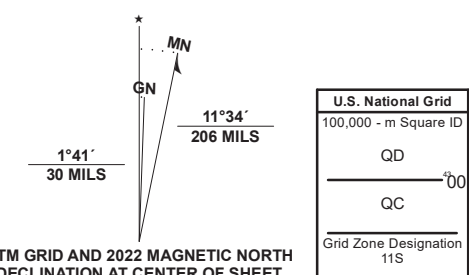 ★
MN
GN
11°34´
206 MILS
1°41´
30 MILS
TM GRID AND 2022 MAGNETIC NORTH
DECLINATION AT CENTER OF SHEET
U.S. National Grid
100,000 - m Square ID
QD
4300
QC
Grid Zone Designation
11S